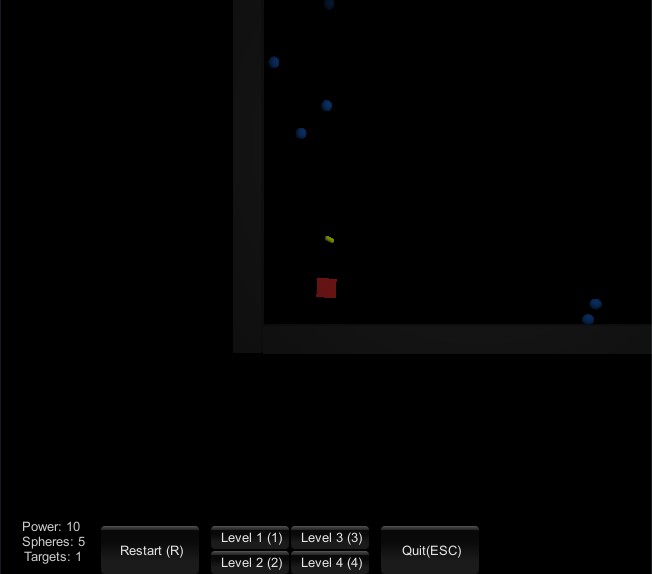 Power: 10
Spheres: 5
Targets: 1
Restart (R)
Level 1 (1)
Level 3 (3)
Level 2 (2)
Level 4 (4)
Quit(ESC)